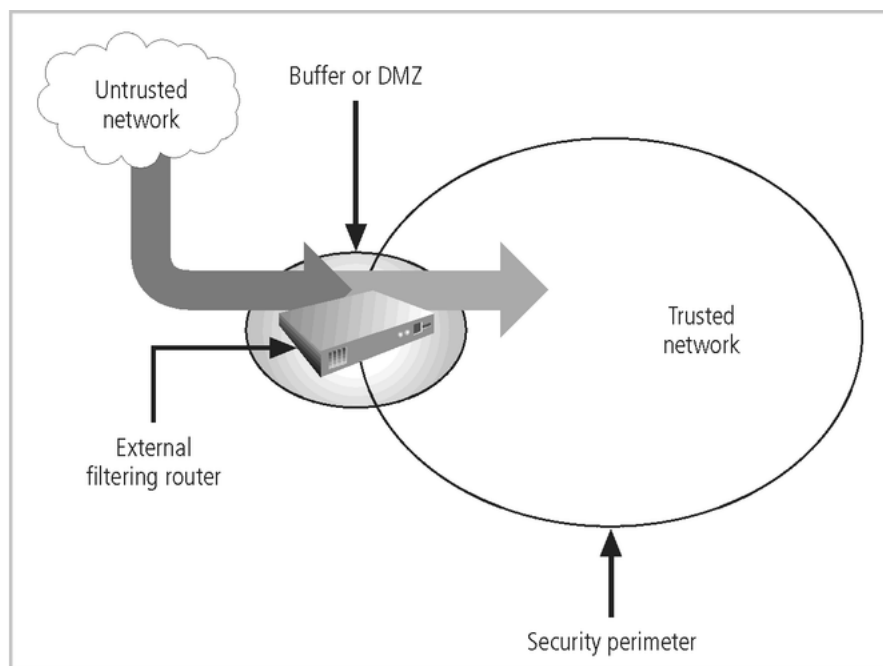 Untrusted
network
Buffer or DMZ
Trusted
network
External
filtering router
Security perimeter